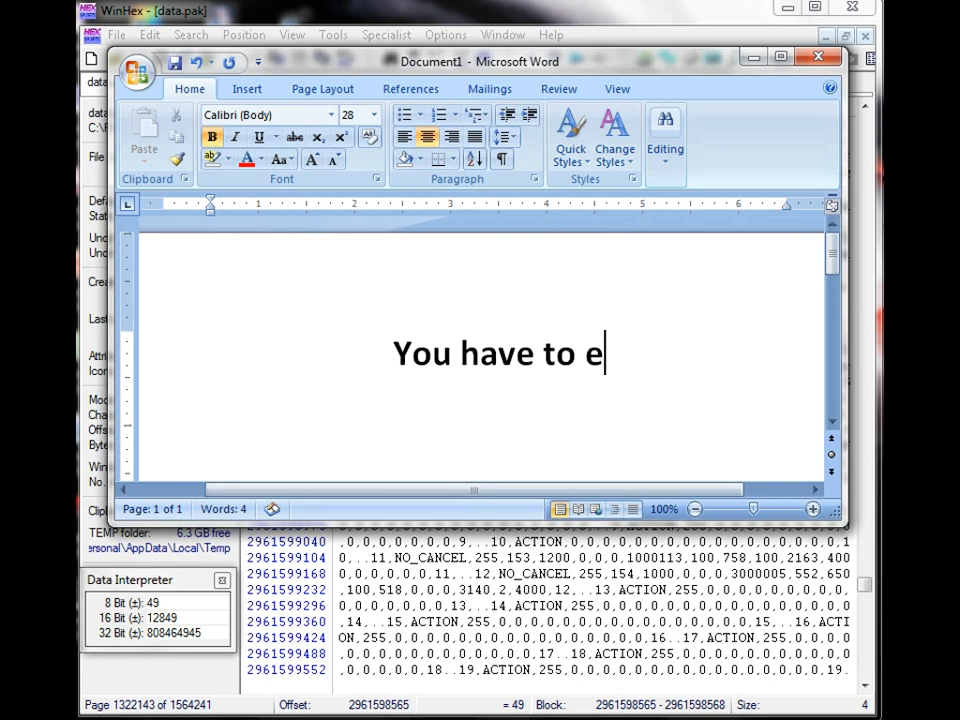 WinHex - [data.pak]
File Edit Search Position View Tools Specialist Options Window Help
Document1 - Microsoft Word
Home Insert Page Layout References Mailings Review View
Calibri (Body) 28
Paste
B I U abc x₂ x² ab A Aa A A
Quick Styles Change Styles Editing
Clipboard Font Paragraph Styles
L 1 2 3 4 5 6
You have to e
Page: 1 of 1 Words: 4 100%
TEMP folder: 6.3 GB free
ersonal\AppData\Local\Temp
Data Interpreter
8 Bit (±): 49
16 Bit (±): 12849
32 Bit (±): 808464945
2961599040 ,0,0,0,0,0,0,9,..10,ACTION,0,0,0,0,0,0,0,0,0,0,0,0,0,0,0,1
2961599104 0,..11,NO_CANCEL,255,153,1200,0,0,0,1000113,100,758,100,2163,400
2961599168 ,0,0,0,0,0,0,11,..12,NO_CANCEL,255,154,1000,0,0,0,3000005,552,650
2961599232 ,100,518,0,0,0,3140,2,4000,12,..13,ACTION,255,0,0,0,0,0,0,0,0,0
2961599296 ,0,0,0,0,0,0,0,13,..14,ACTION,255,0,0,0,0,0,0,0,0,0,0,0,0,0,0,0
2961599360 ,14,..15,ACTION,255,0,0,0,0,0,0,0,0,0,0,0,0,0,0,0,15,..16,ACTI
2961599424 ON,255,0,0,0,0,0,0,0,0,0,0,0,0,0,0,0,16,..17,ACTION,255,0,0,0,0
2961599488 ,0,0,0,0,0,0,0,0,0,0,0,17,..18,ACTION,255,0,0,0,0,0,0,0,0,0,0
2961599552 ,0,0,0,0,0,18,..19,ACTION,255,0,0,0,0,0,0,0,0,0,0,0,0,0,0,0,19.
Page 1322143 of 1564241 Offset: 2961598565 = 49 Block: 2961598565 - 2961598568 Size: 4